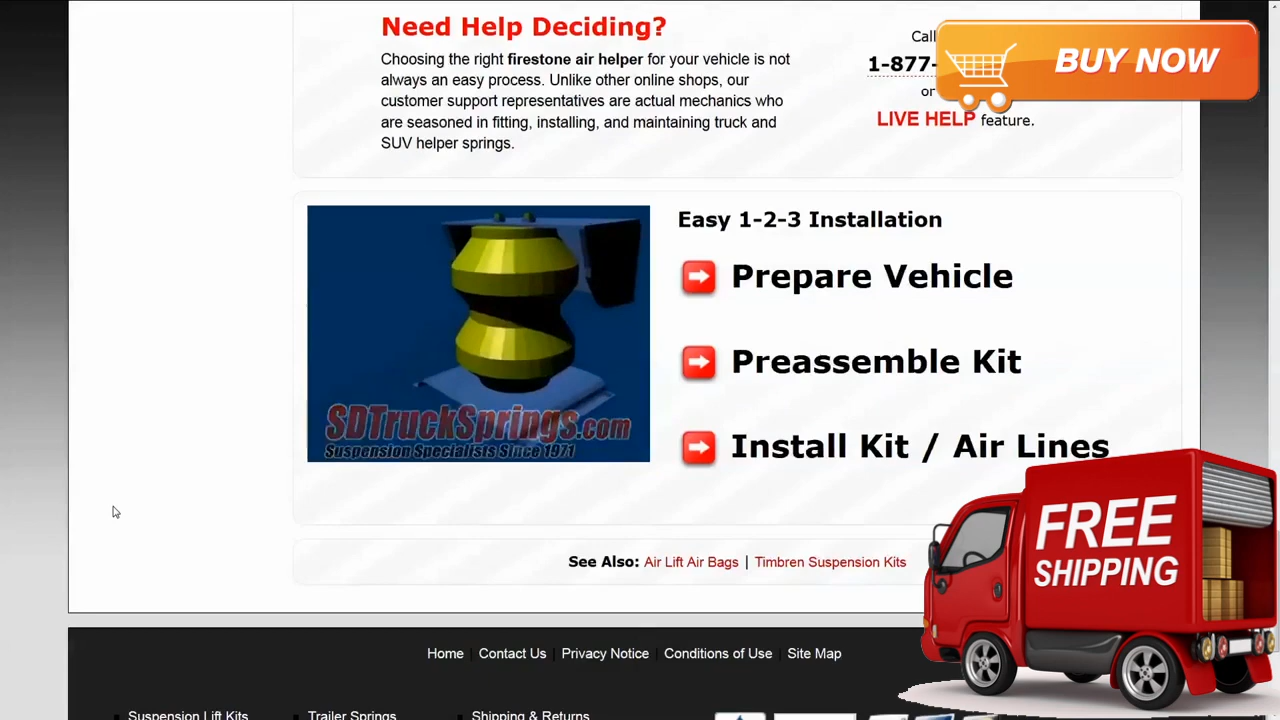 Need Help Deciding?
Choosing the right firestone air helper for your vehicle is not
always an easy process. Unlike other online shops, our
customer support representatives are actual mechanics who
are seasoned in fitting, installing, and maintaining truck and
SUV helper springs.
Call
1-877-
or
LIVE HELP feature.
BUY NOW
SDTruckSprings.com
Suspension Specialists Since 1971
Easy 1-2-3 Installation
Prepare Vehicle
Preassemble Kit
Install Kit / Air Lines
See Also: Air Lift Air Bags | Timbren Suspension Kits
FREE
SHIPPING
Home | Contact Us | Privacy Notice | Conditions of Use | Site Map
Suspension Lift Kits
Trailer Springs
Shipping & Returns